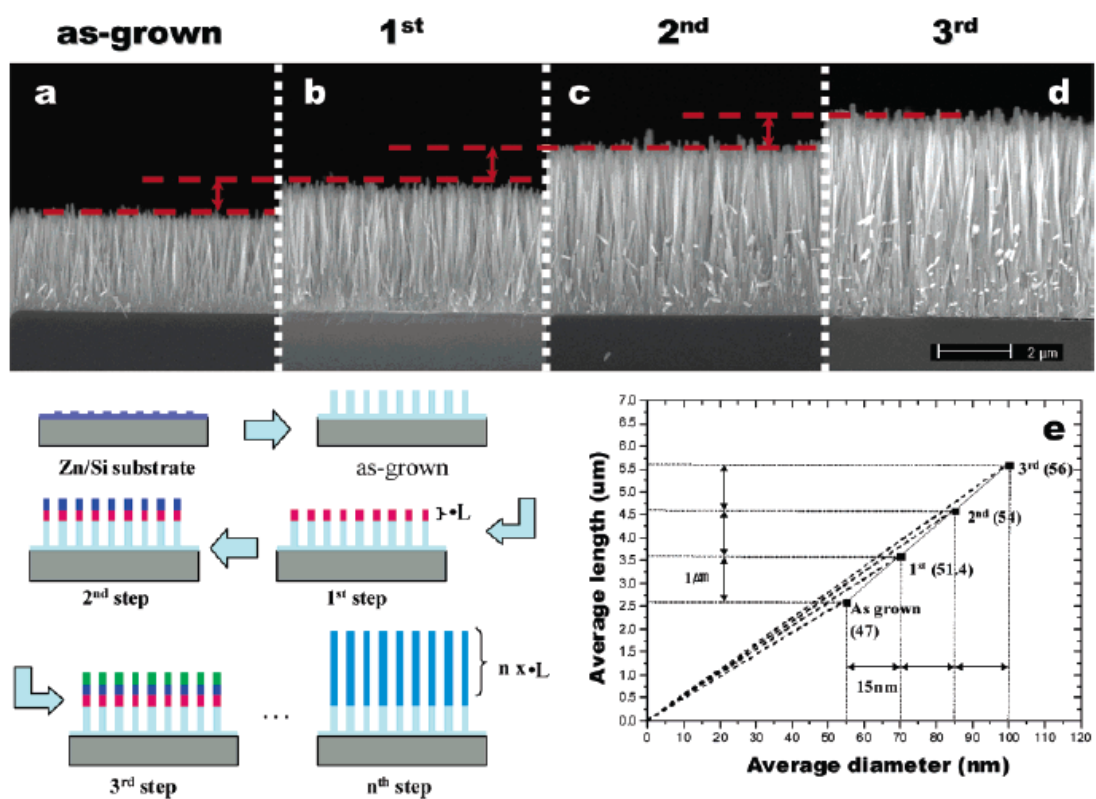 as-grown 1st 2nd 3rd
a b c d
2 μm
Zn/Si substrate
as-grown
}•L
2nd step
1st step
n x•L
3rd step
...
nth step
e
Average length (um)
7.0
6.5
6.0
5.5
5.0
4.5
4.0
3.5
3.0
2.5
2.0
1.5
1.0
0.5
0.0
3rd (56)
2nd (54)
1st (51.4)
As grown
(47)
1μm
15nm
0 10 20 30 40 50 60 70 80 90 100 110 120
Average diameter (nm)